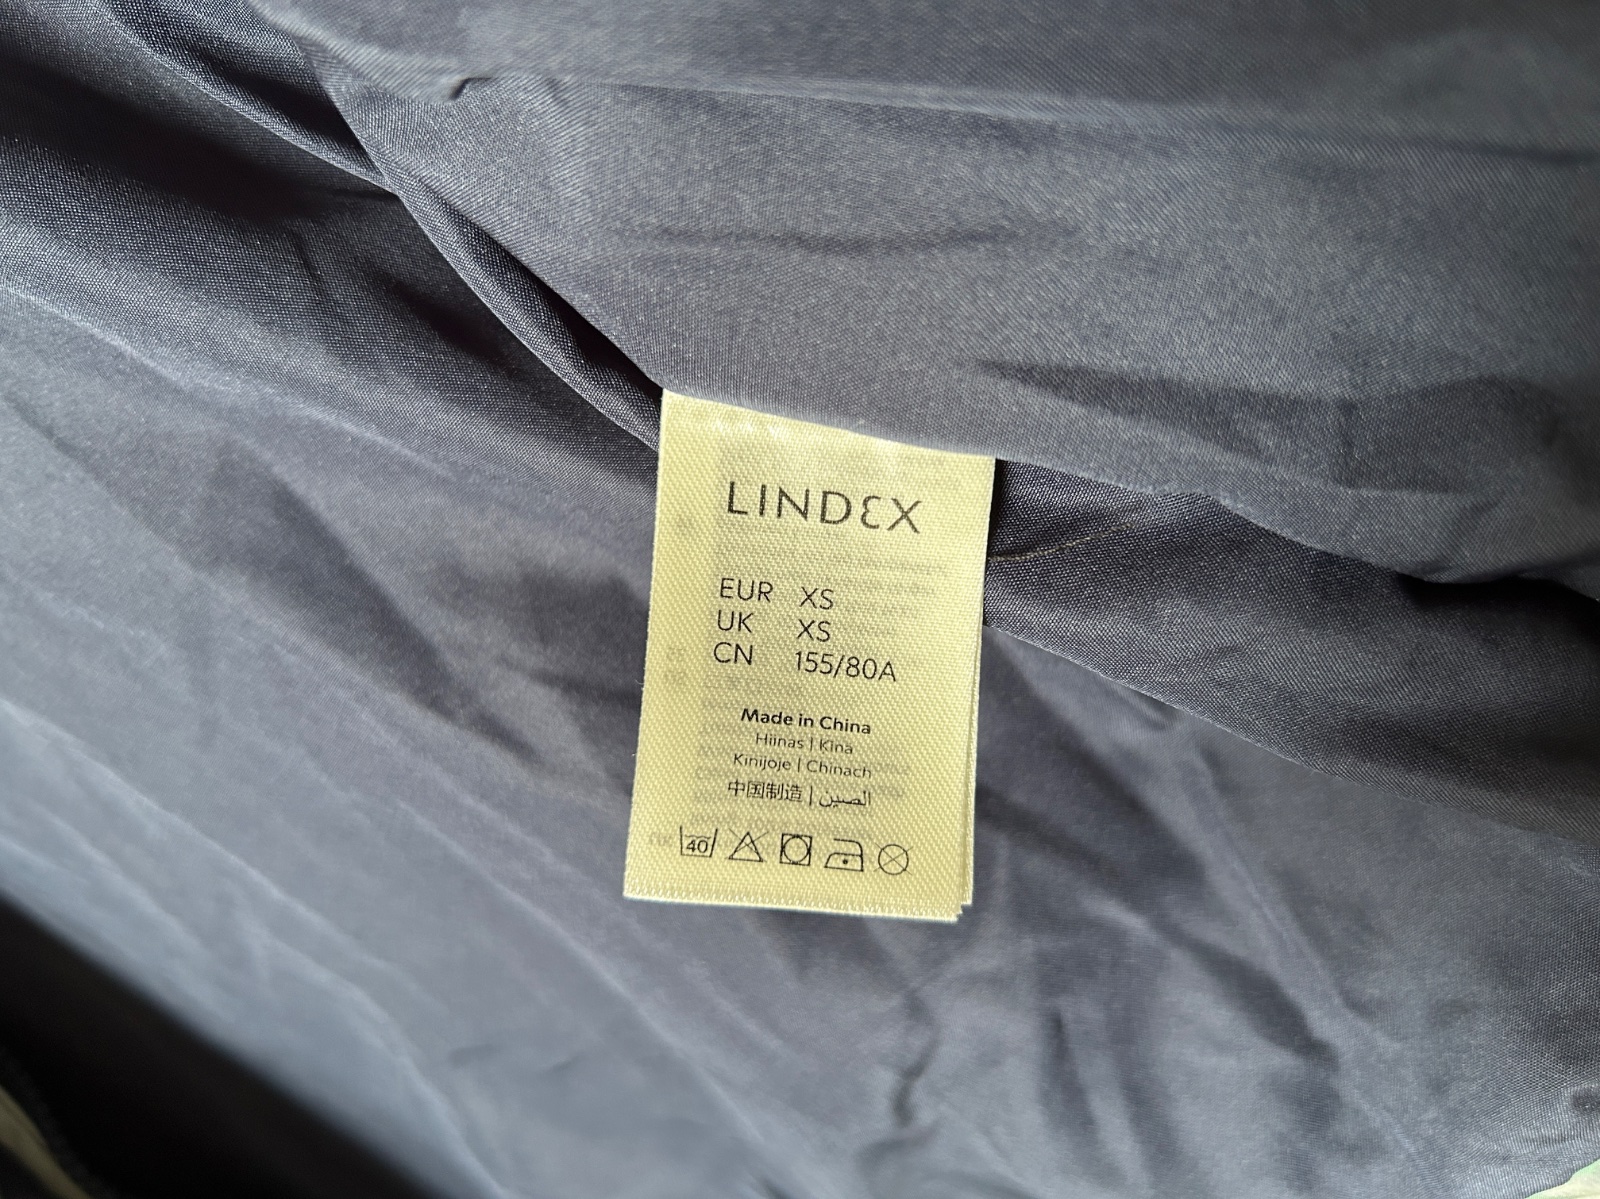 LINDEX
EUR XS
UK XS
CN 155/80A
Made in China
Hiinas | Kina
Kinijoje | Chinach
中国制造 | الصين
40